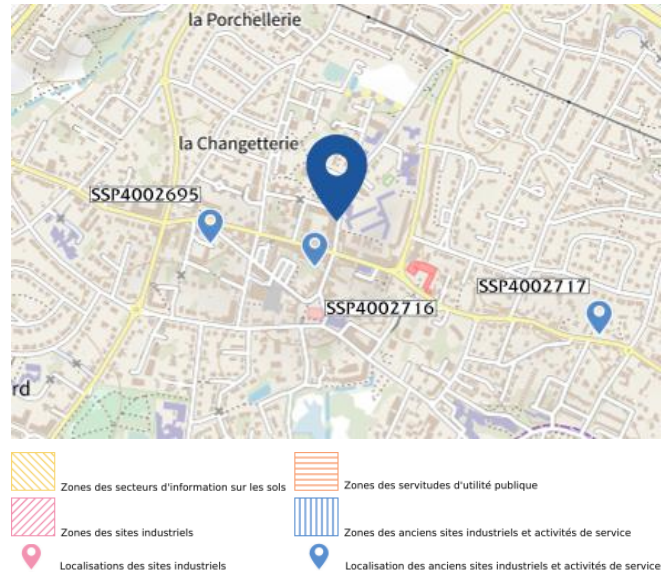 la Porchellerie
la Changetterie
SSP4002695
SSP4002717
SSP4002716
rd
Zones des secteurs d'information sur les sols
Zones des servitudes d'utilité publique
Zones des sites industriels
Zones des anciens sites industriels et activités de service
Localisations des sites industriels
Localisation des anciens sites industriels et activités de service